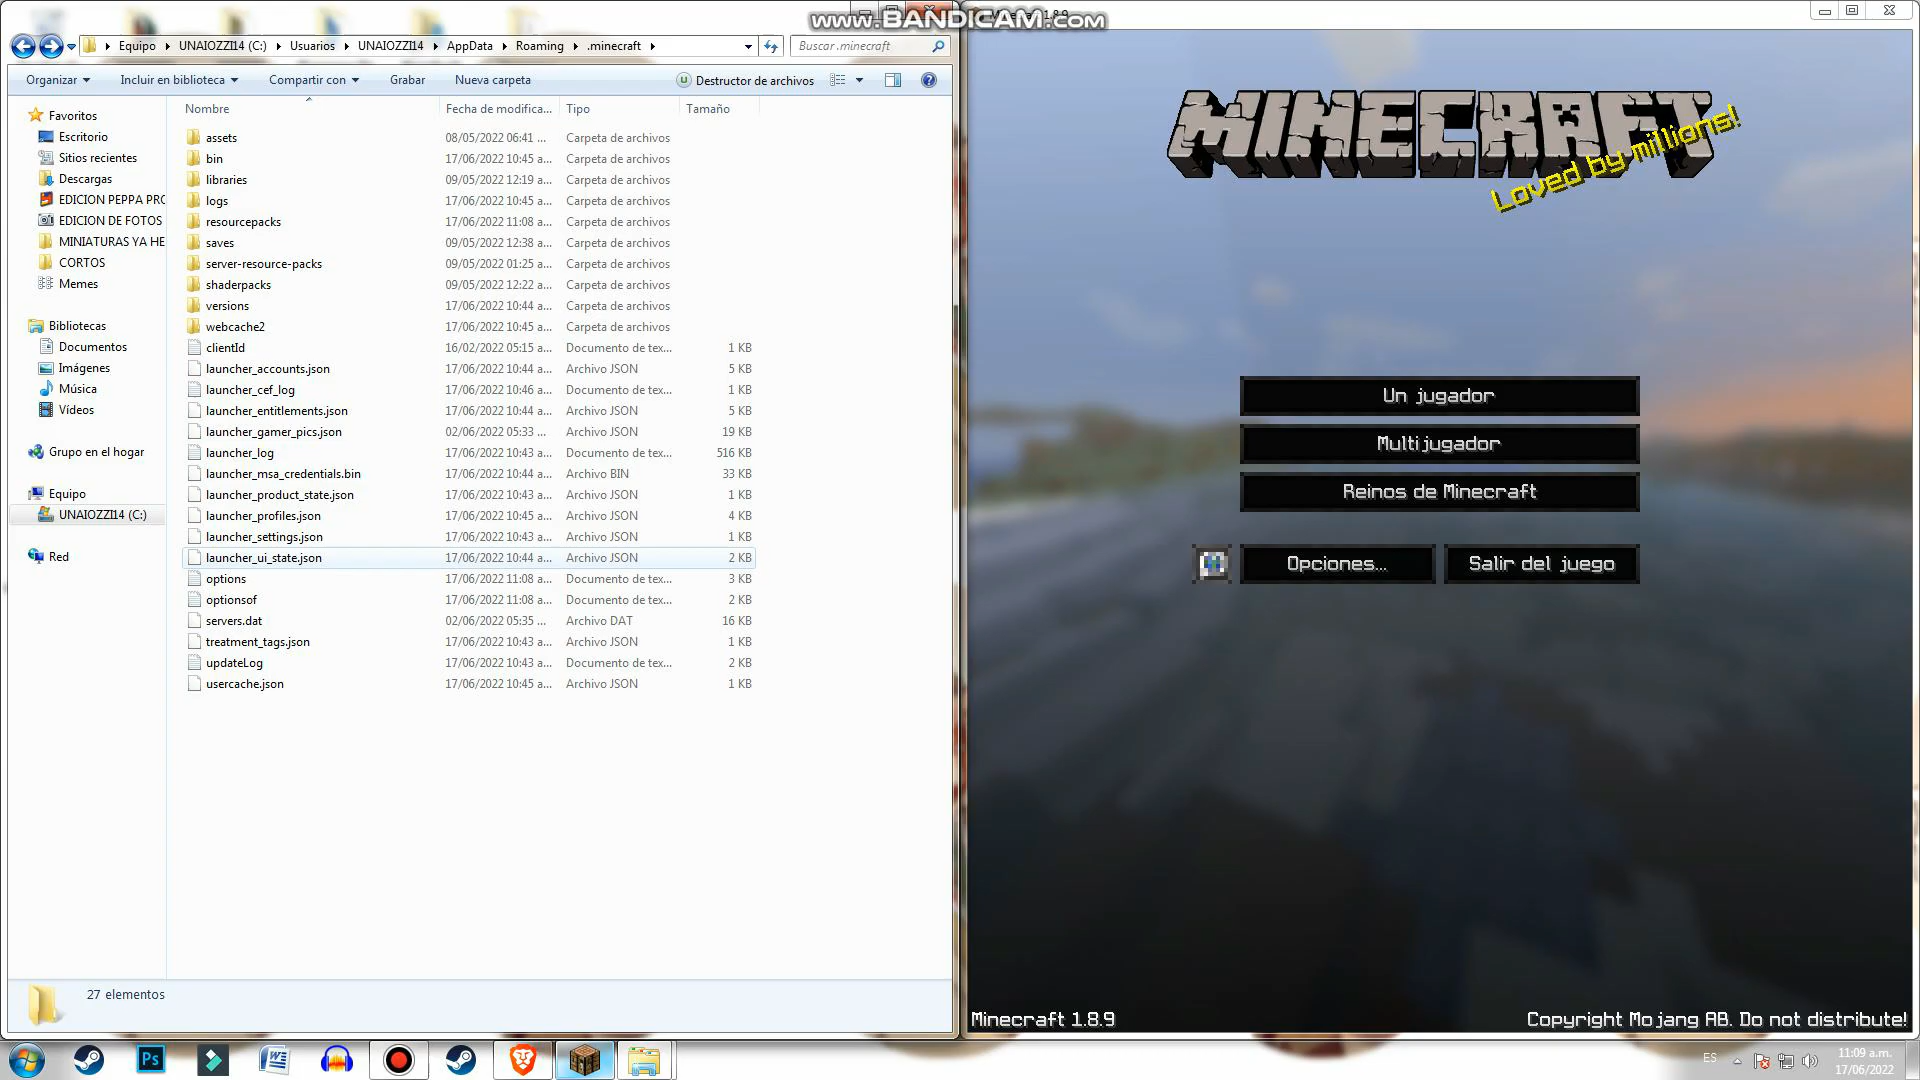 www.BANDICAM.com
Equipo
UNAIOZZI14 (C:)
Usuarios
UNAIOZZI14
AppData
Roaming
.minecraft
Buscar .minecraft
Organizar
Incluir en biblioteca
Compartir con
Grabar
Nueva carpeta
Destructor de archivos
Favoritos
Escritorio
Sitios recientes
Descargas
EDICION PEPPA PRO
EDICION DE FOTOS
MINIATURAS YA HE
CORTOS
Memes
Bibliotecas
Documentos
Imágenes
Música
Vídeos
Grupo en el hogar
Equipo
UNAIOZZI14 (C:)
Red
Nombre Fecha de modifica... Tipo Tamaño
assets 08/05/2022 06:41 ... Carpeta de archivos
bin 17/06/2022 10:45 a... Carpeta de archivos
libraries 09/05/2022 12:19 a... Carpeta de archivos
logs 17/06/2022 10:45 a... Carpeta de archivos
resourcepacks 17/06/2022 11:08 a... Carpeta de archivos
saves 09/05/2022 12:38 a... Carpeta de archivos
server-resource-packs 09/05/2022 01:25 a... Carpeta de archivos
shaderpacks 09/05/2022 12:22 a... Carpeta de archivos
versions 17/06/2022 10:44 a... Carpeta de archivos
webcache2 17/06/2022 10:45 a... Carpeta de archivos
clientId 16/02/2022 05:15 a... Documento de tex... 1 KB
launcher_accounts.json 17/06/2022 10:44 a... Archivo JSON 5 KB
launcher_cef_log 17/06/2022 10:46 a... Documento de tex... 1 KB
launcher_entitlements.json 17/06/2022 10:44 a... Archivo JSON 5 KB
launcher_gamer_pics.json 02/06/2022 05:33 ... Archivo JSON 19 KB
launcher_log 17/06/2022 10:43 a... Documento de tex... 516 KB
launcher_msa_credentials.bin 17/06/2022 10:44 a... Archivo BIN 33 KB
launcher_product_state.json 17/06/2022 10:43 a... Archivo JSON 1 KB
launcher_profiles.json 17/06/2022 10:45 a... Archivo JSON 4 KB
launcher_settings.json 17/06/2022 10:43 a... Archivo JSON 1 KB
launcher_ui_state.json 17/06/2022 10:44 a... Archivo JSON 2 KB
options 17/06/2022 11:08 a... Documento de tex... 3 KB
optionsof 17/06/2022 11:08 a... Documento de tex... 2 KB
servers.dat 02/06/2022 05:35 ... Archivo DAT 16 KB
treatment_tags.json 17/06/2022 10:43 a... Archivo JSON 1 KB
updateLog 17/06/2022 10:43 a... Documento de tex... 2 KB
usercache.json 17/06/2022 10:45 a... Archivo JSON 1 KB
27 elementos
MINECRAFT
Loved by millions!
Un jugador
Multijugador
Reinos de Minecraft
Opciones...
Salir del juego
Minecraft 1.8.9
Copyright Mojang AB. Do not distribute!
Ps
ES
11:09 a.m.
17/06/2022